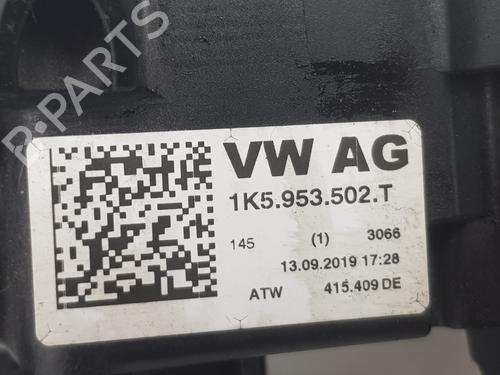 B-PARTS
VW AG
1K5.953.502.T
145 (1) 3066
13.09.2019 17:28
ATW 415.409 DE